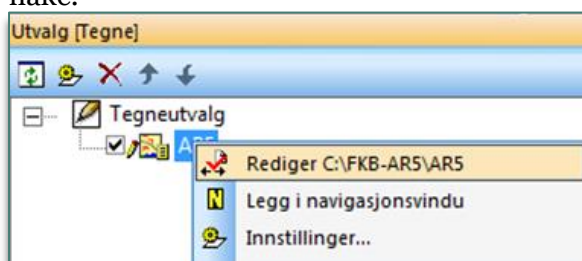 Utvalg [Tegne]
Tegneutvalg
AR5
Rediger C:\FKB-AR5\AR5
Legg i navigasjonsvindu
Innstillinger...